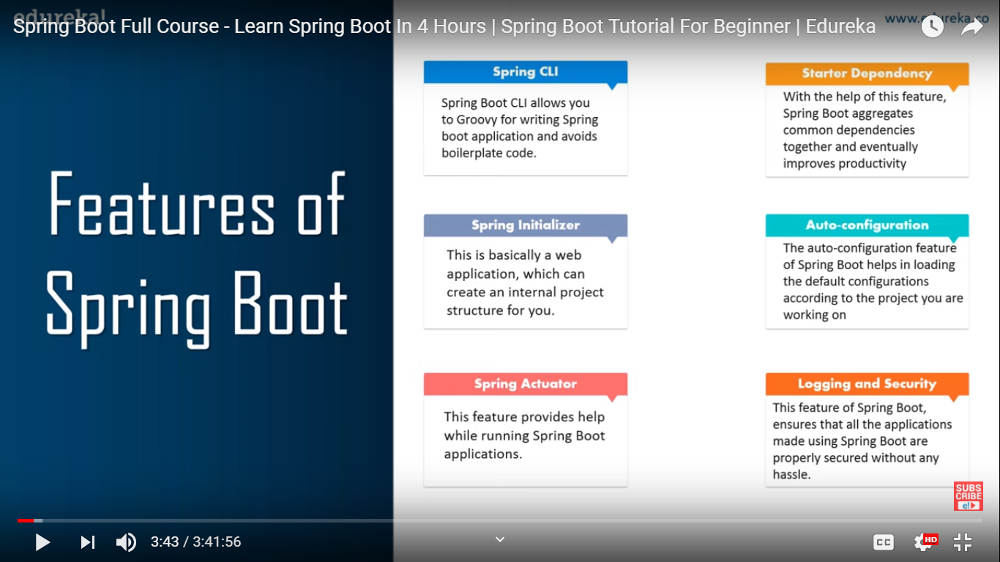 edureka!
www.edureka.co
Spring Boot Full Course - Learn Spring Boot In 4 Hours | Spring Boot Tutorial For Beginner | Edureka
Features of
Spring Boot
Spring CLI
Spring Boot CLI allows you
to Groovy for writing Spring
boot application and avoids
boilerplate code.
Starter Dependency
With the help of this feature,
Spring Boot aggregates
common dependencies
together and eventually
improves productivity
Spring Initializer
This is basically a web
application, which can
create an internal project
structure for you.
Auto-configuration
The auto-configuration feature
of Spring Boot helps in loading
the default configurations
according to the project you are
working on
Spring Actuator
This feature provides help
while running Spring Boot
applications.
Logging and Security
This feature of Spring Boot,
ensures that all the applications
made using Spring Boot are
properly secured without any
hassle.
SUBS
CRIBE
e!
3:43 / 3:41:56
CC
HD